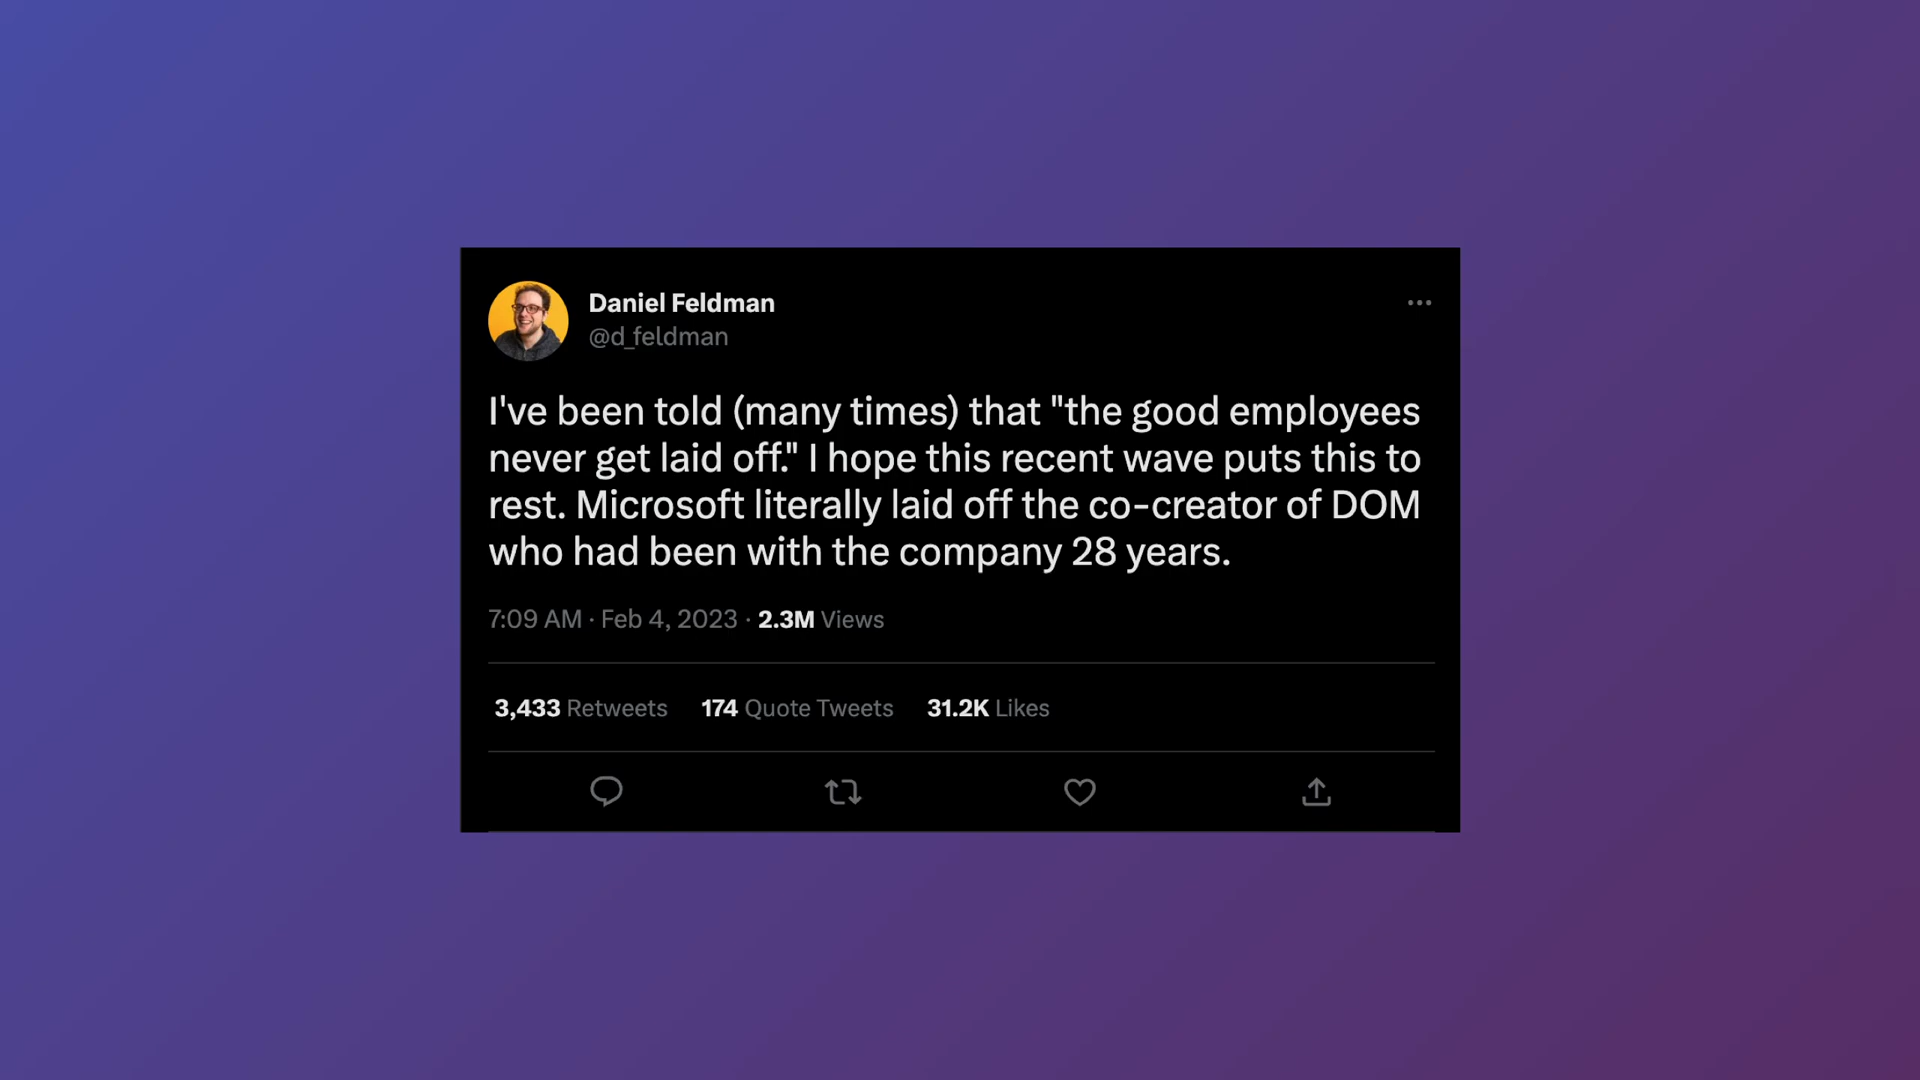 Daniel Feldman
@d_feldman
I've been told (many times) that "the good employees
never get laid off." I hope this recent wave puts this to
rest. Microsoft literally laid off the co-creator of DOM
who had been with the company 28 years.
7:09 AM · Feb 4, 2023 · 2.3M Views
3,433 Retweets 174 Quote Tweets 31.2K Likes